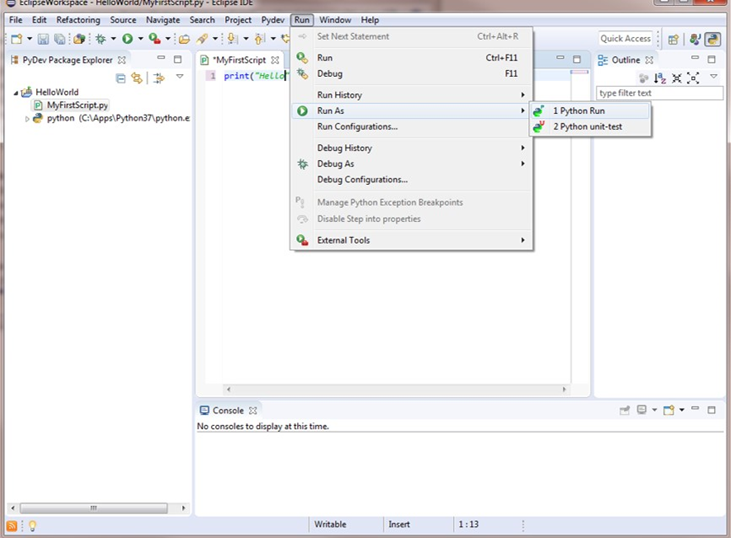 EclipseWorkspace - HelloWorld/MyFirstScript.py - Eclipse IDE
File Edit Refactoring Source Navigate Search Project Pydev Run Window Help
Quick Access
PyDev Package Explorer
HelloWorld
MyFirstScript.py
python (C:\Apps\Python37\python.e
*MyFirstScript
1 print("Hello"
Set Next Statement Ctrl+Alt+R
Run Ctrl+F11
Debug F11
Run History
Run As
Run Configurations...
Debug History
Debug As
Debug Configurations...
Manage Python Exception Breakpoints
Disable Step into properties
External Tools
1 Python Run
2 Python unit-test
Outline
type filter text
Console
No consoles to display at this time.
Writable Insert 1 : 13